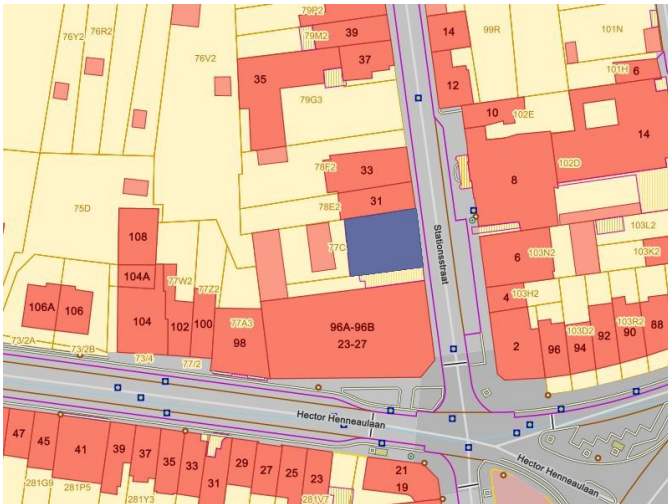 79P2
76R2
76Y2
79M2
39
14
99R
101N
76V2
37
35
12
101H
6
79G3
10
102E
14
78F2
33
102D
8
31
78E2
75D
108
77C
Stationsstraat
6
103N2
103L2
103K2
104A
77W2
77Z2
4
103H2
106A
106
104
102
100
77A3
98
96A-96B
23-27
2
96
103D2
94
92
103R2
90
88
73/2A
73/2B
73/4
77/2
Hector Henneaulaan
47
45
41
39
37
35
33
31
29
27
25
23
21
19
Hector Henneaulaan
281G9
281P5
281Y3
281V7